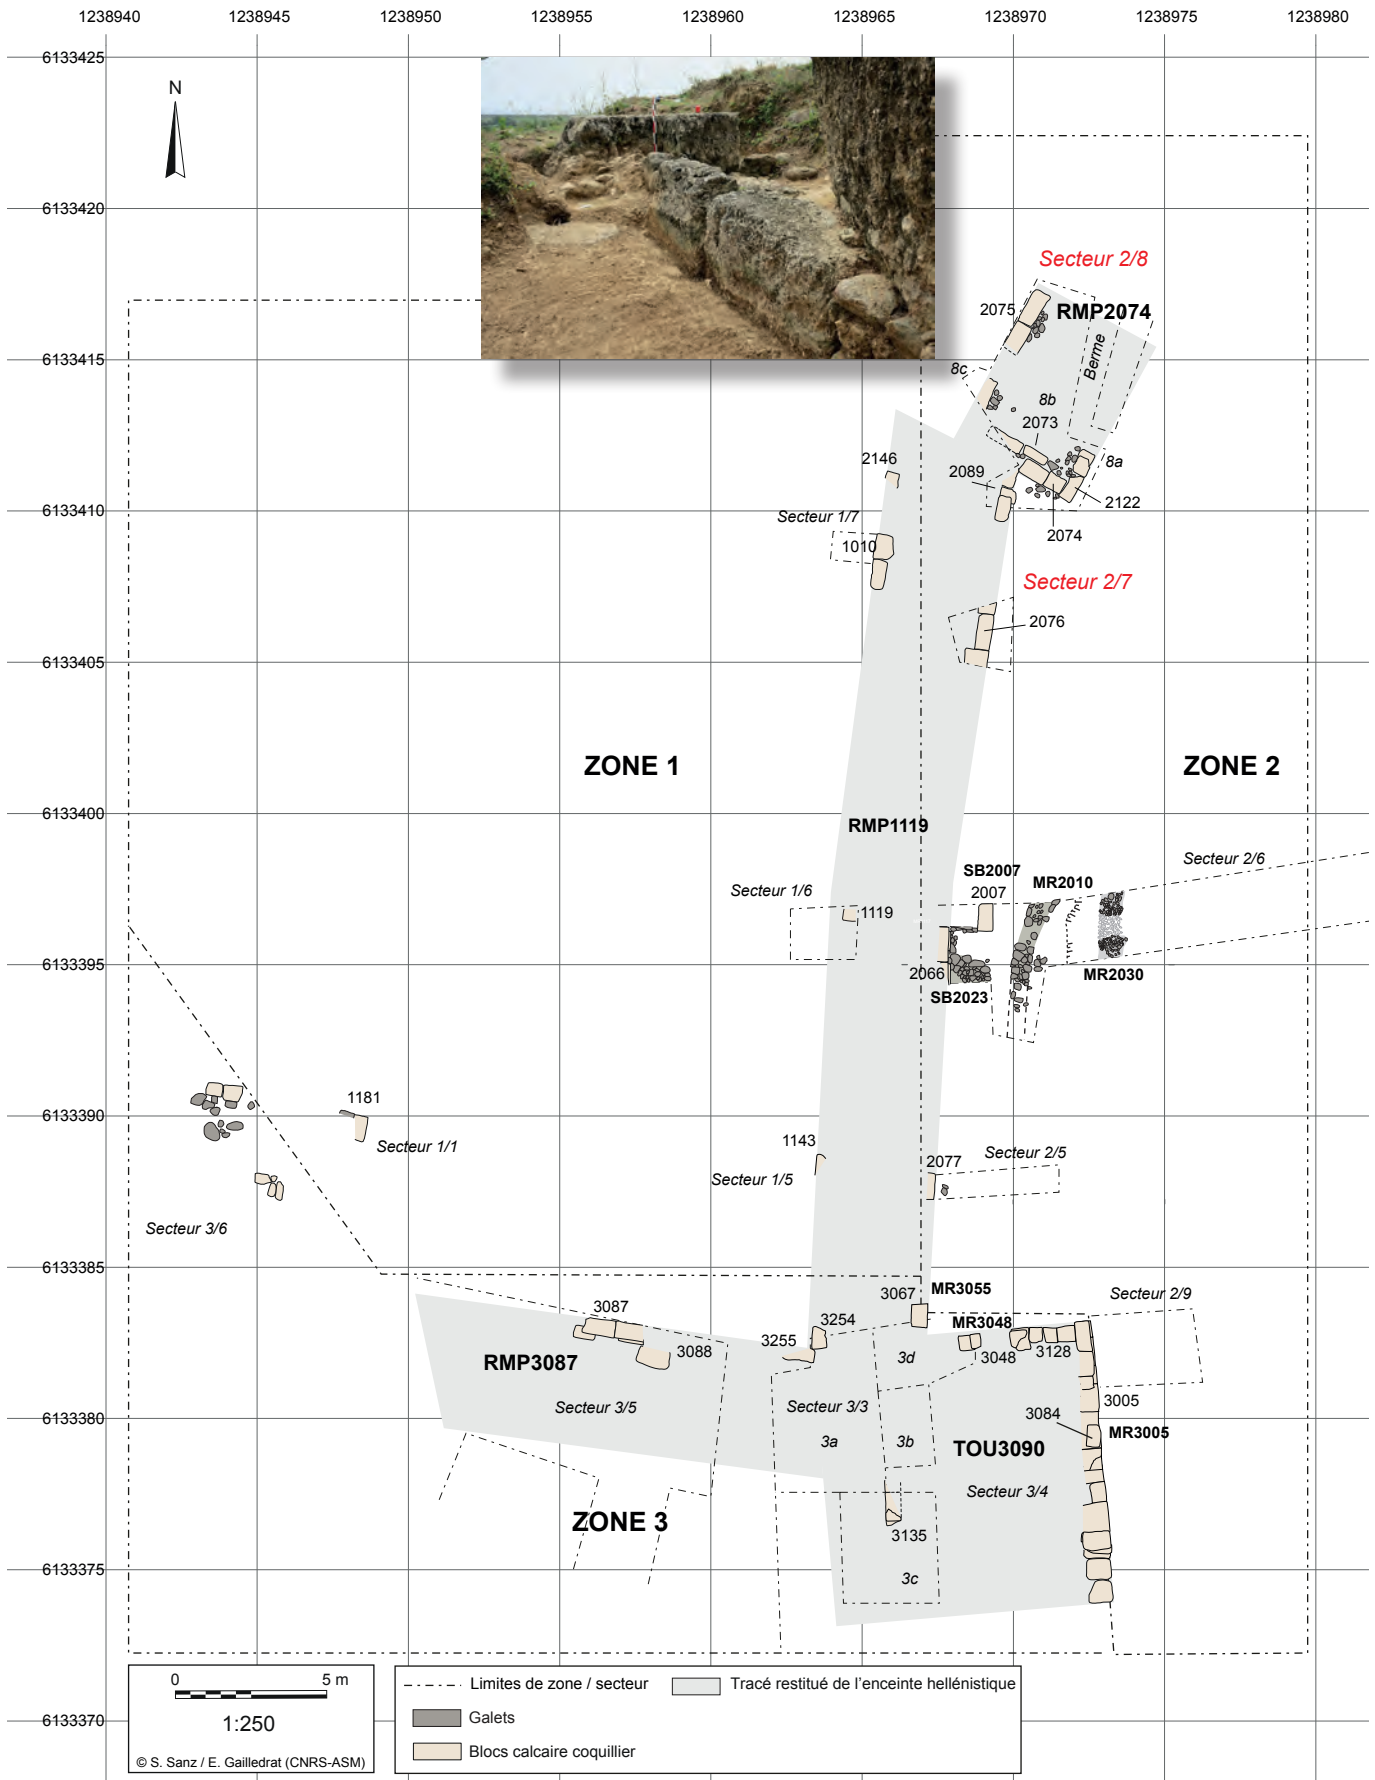 1238940 1238945 1238950 1238955 1238960 1238965 1238970 1238975 1238980
6133425
N
6133420
Secteur 2/8
2075 RMP2074
6133415
8c
Berme
8b
2073
2146
2089
8a
2122
6133410
Secteur 1/7
2074
1010
Secteur 2/7
2076
6133405
ZONE 1
ZONE 2
6133400
RMP1119
Secteur 2/6
SB2007
MR2010
Secteur 1/6
2007
1119
6133395
2066
MR2030
SB2023
6133390
1181
Secteur 1/1
1143
Secteur 2/5
2077
Secteur 1/5
Secteur 3/6
6133385
3067 MR3055
Secteur 2/9
3087
3254
MR3048
3255
3088
3d
3048
3128
RMP3087
6133380
Secteur 3/5
Secteur 3/3
3005
3084
MR3005
3a
3b
TOU3090
Secteur 3/4
ZONE 3
3135
6133375
3c
0 5 m
1:250
© S. Sanz / E. Gailledrat (CNRS-ASM)
Limites de zone / secteur
Tracé restitué de l'enceinte hellénistique
Galets
Blocs calcaire coquillier
6133370